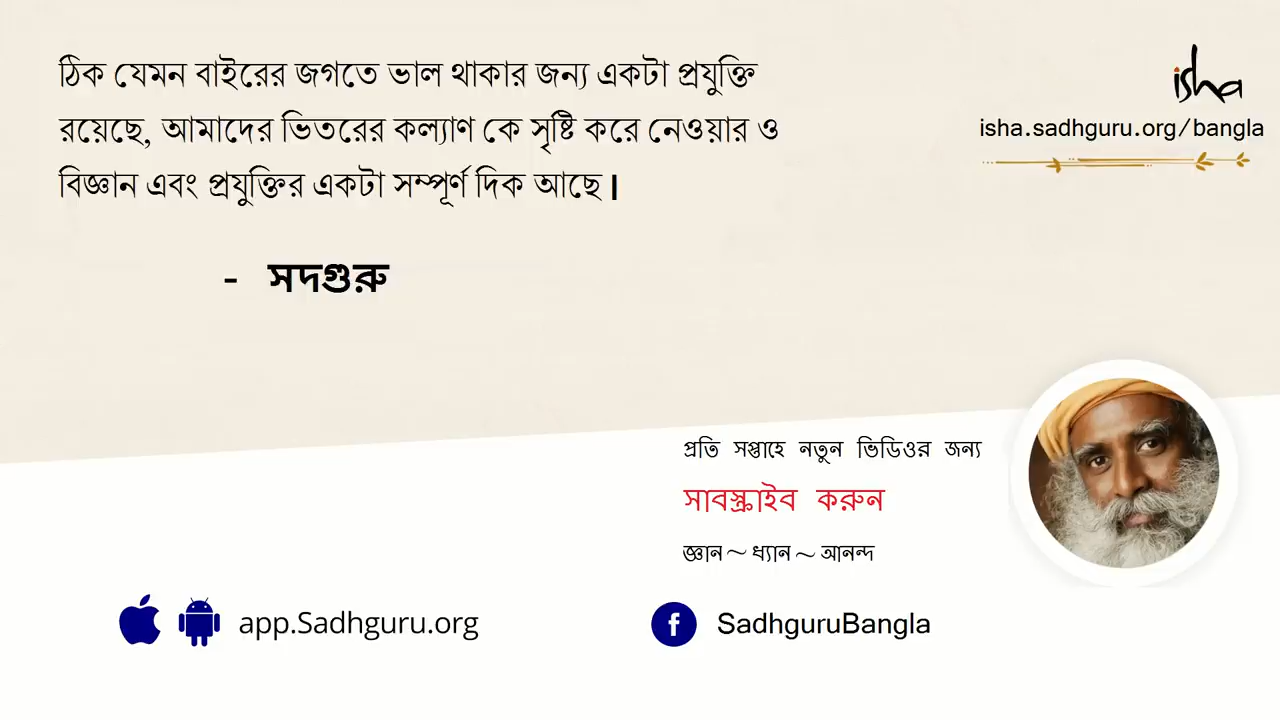 ঠিক যেমন বাইরের জগতে ভাল থাকার জন্য একটা প্রযুক্তি
রয়েছে, আমাদের ভিতরের কল্যাণ কে সৃষ্টি করে নেওয়ার ও
বিজ্ঞান এবং প্রযুক্তির একটা সম্পূর্ণ দিক আছে।
- সদগুরু
isha
isha.sadhguru.org/bangla
প্রতি সপ্তাহে নতুন ভিডিওর জন্য
সাবস্ক্রাইব করুন
জ্ঞান ~ ধ্যান ~ আনন্দ
app.Sadhguru.org
f SadhguruBangla